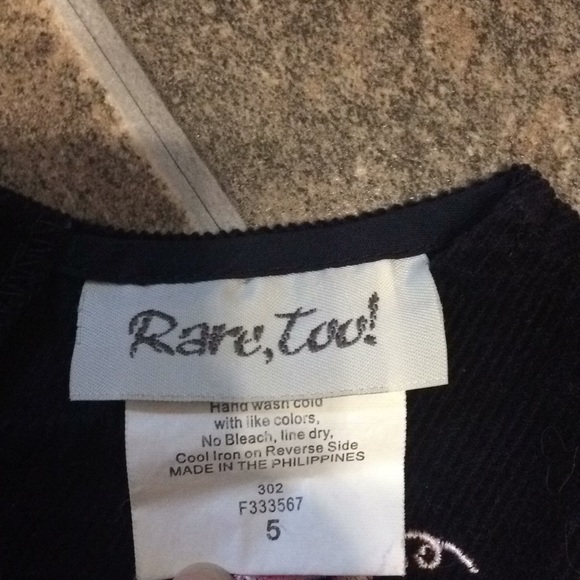 Rare, Too!
Hand wash cold
with like colors,
No Bleach, line dry,
Cool Iron on Reverse Side
MADE IN THE PHILIPPINES
302
F333567
5